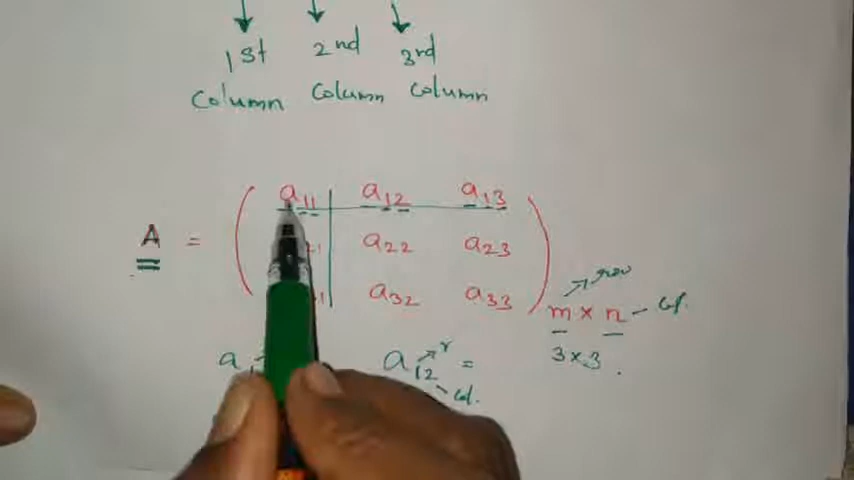 1st 2nd 3rd
Column Column Column
a11 a12 a13
A = a22 a23
a32 a33
row
m × n - Col.
3×3
a12 r =
Col.